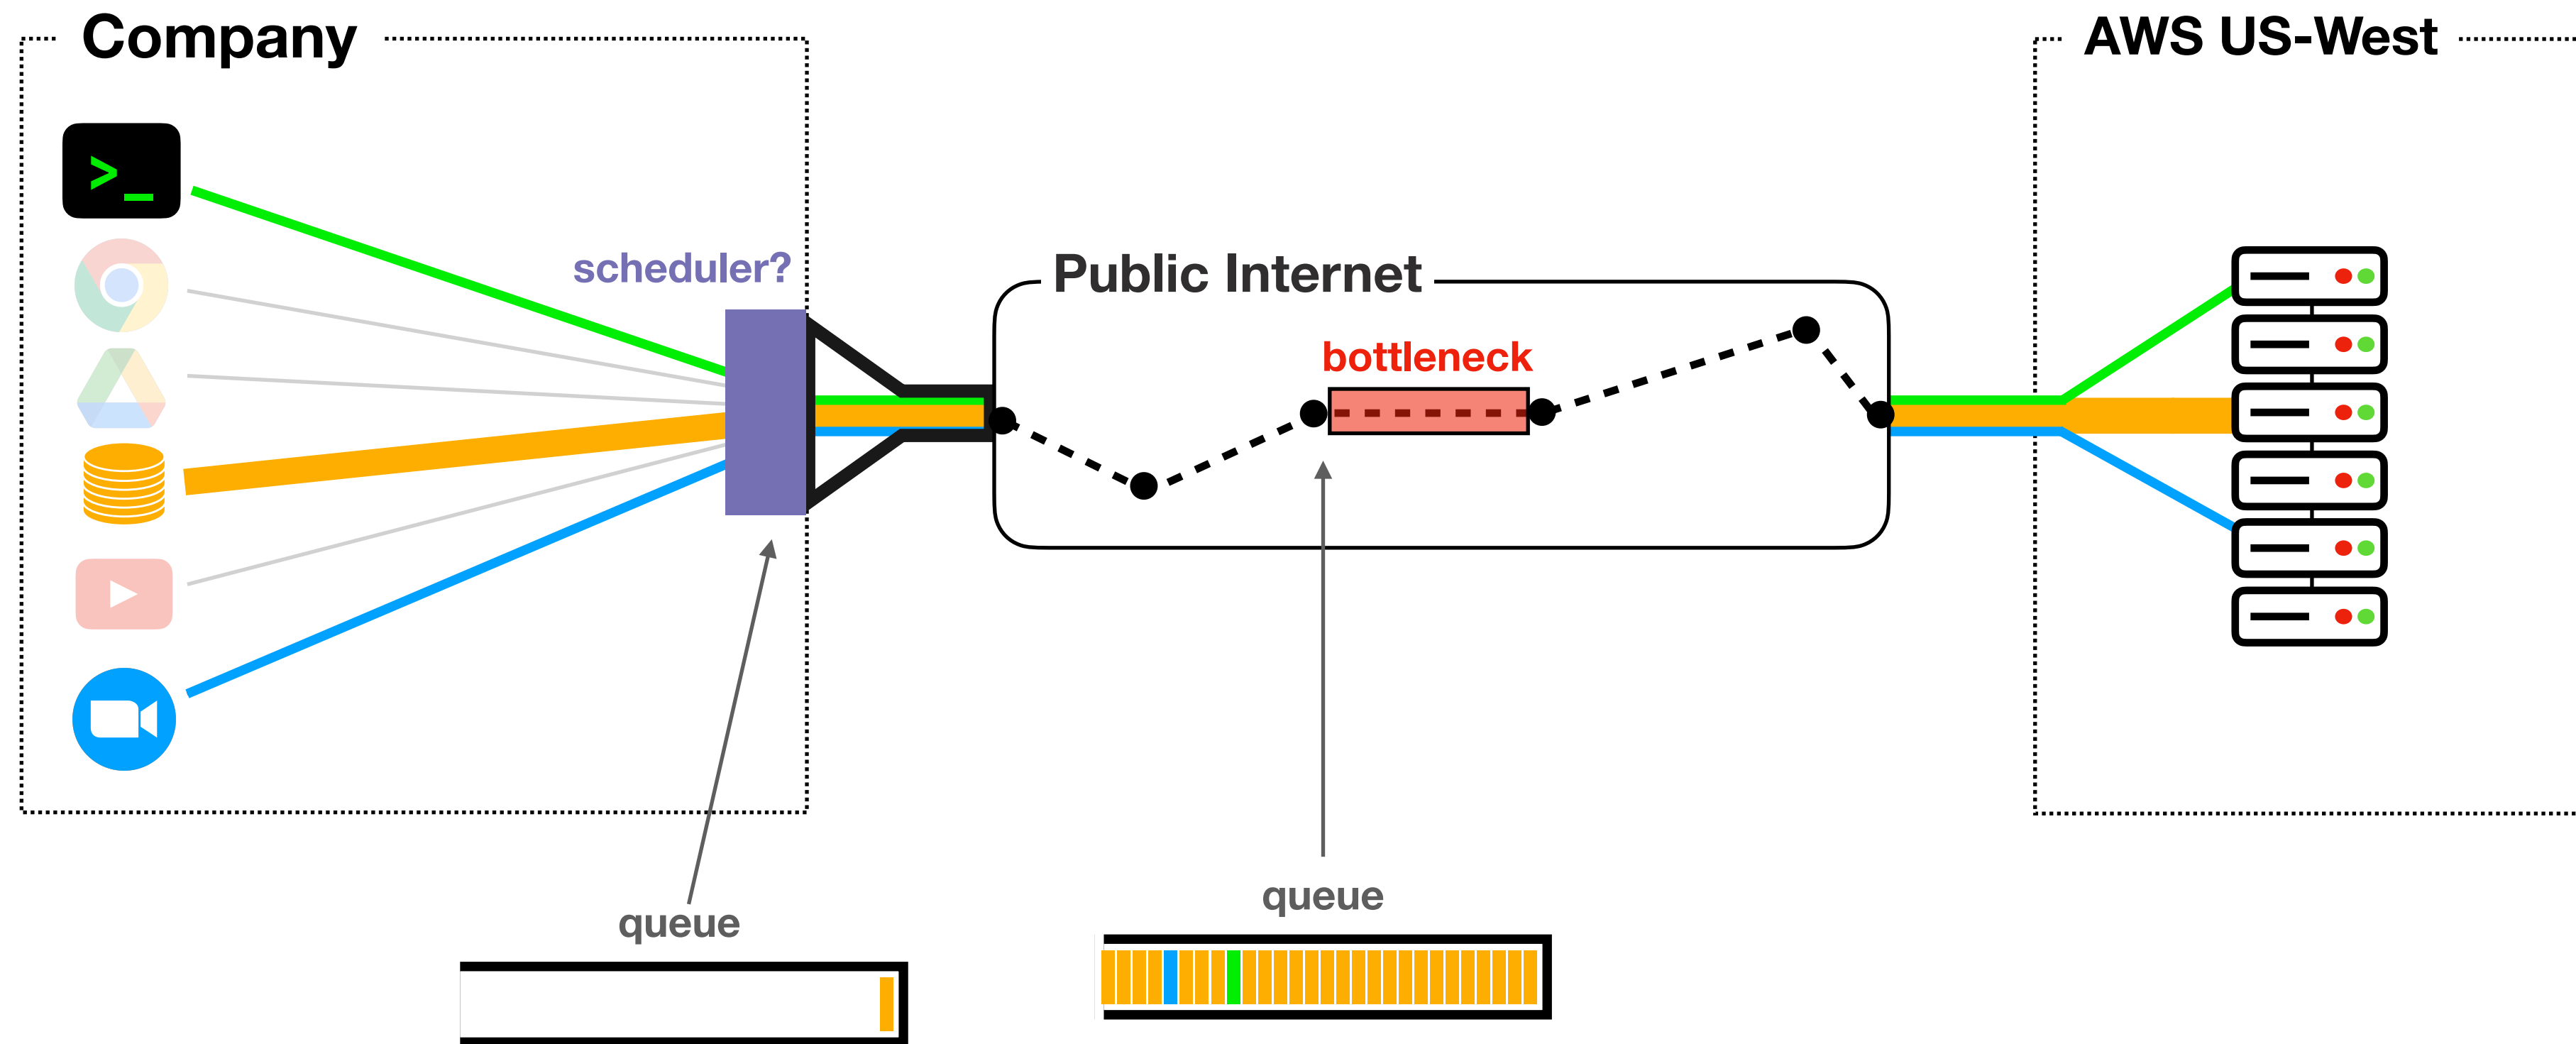 Company
AWS US-West
>_
scheduler?
Public Internet
bottleneck
queue
queue